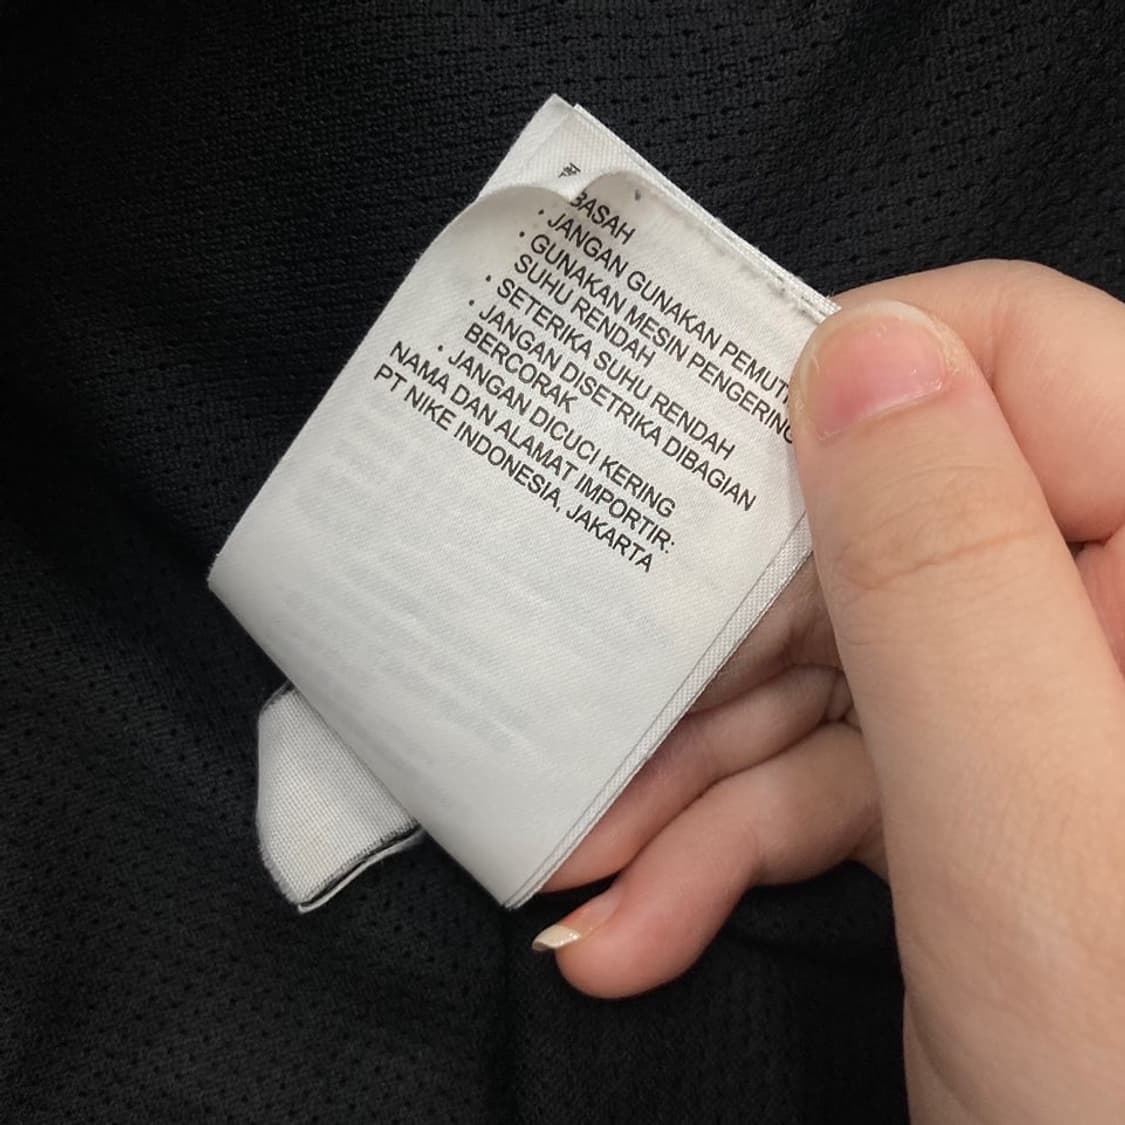 BASAH
· JANGAN GUNAKAN
· GUNAKAN MESIN PENGERING
SUHU RENDAH
· SETERIKA SUHU RENDAH
· JANGAN DISETRIKA DIBAGIAN
BERCORAK
· JANGAN DICUCI KERING
NAMA DAN ALAMAT IMPORTIR:
PT NIKE INDONESIA, JAKARTA